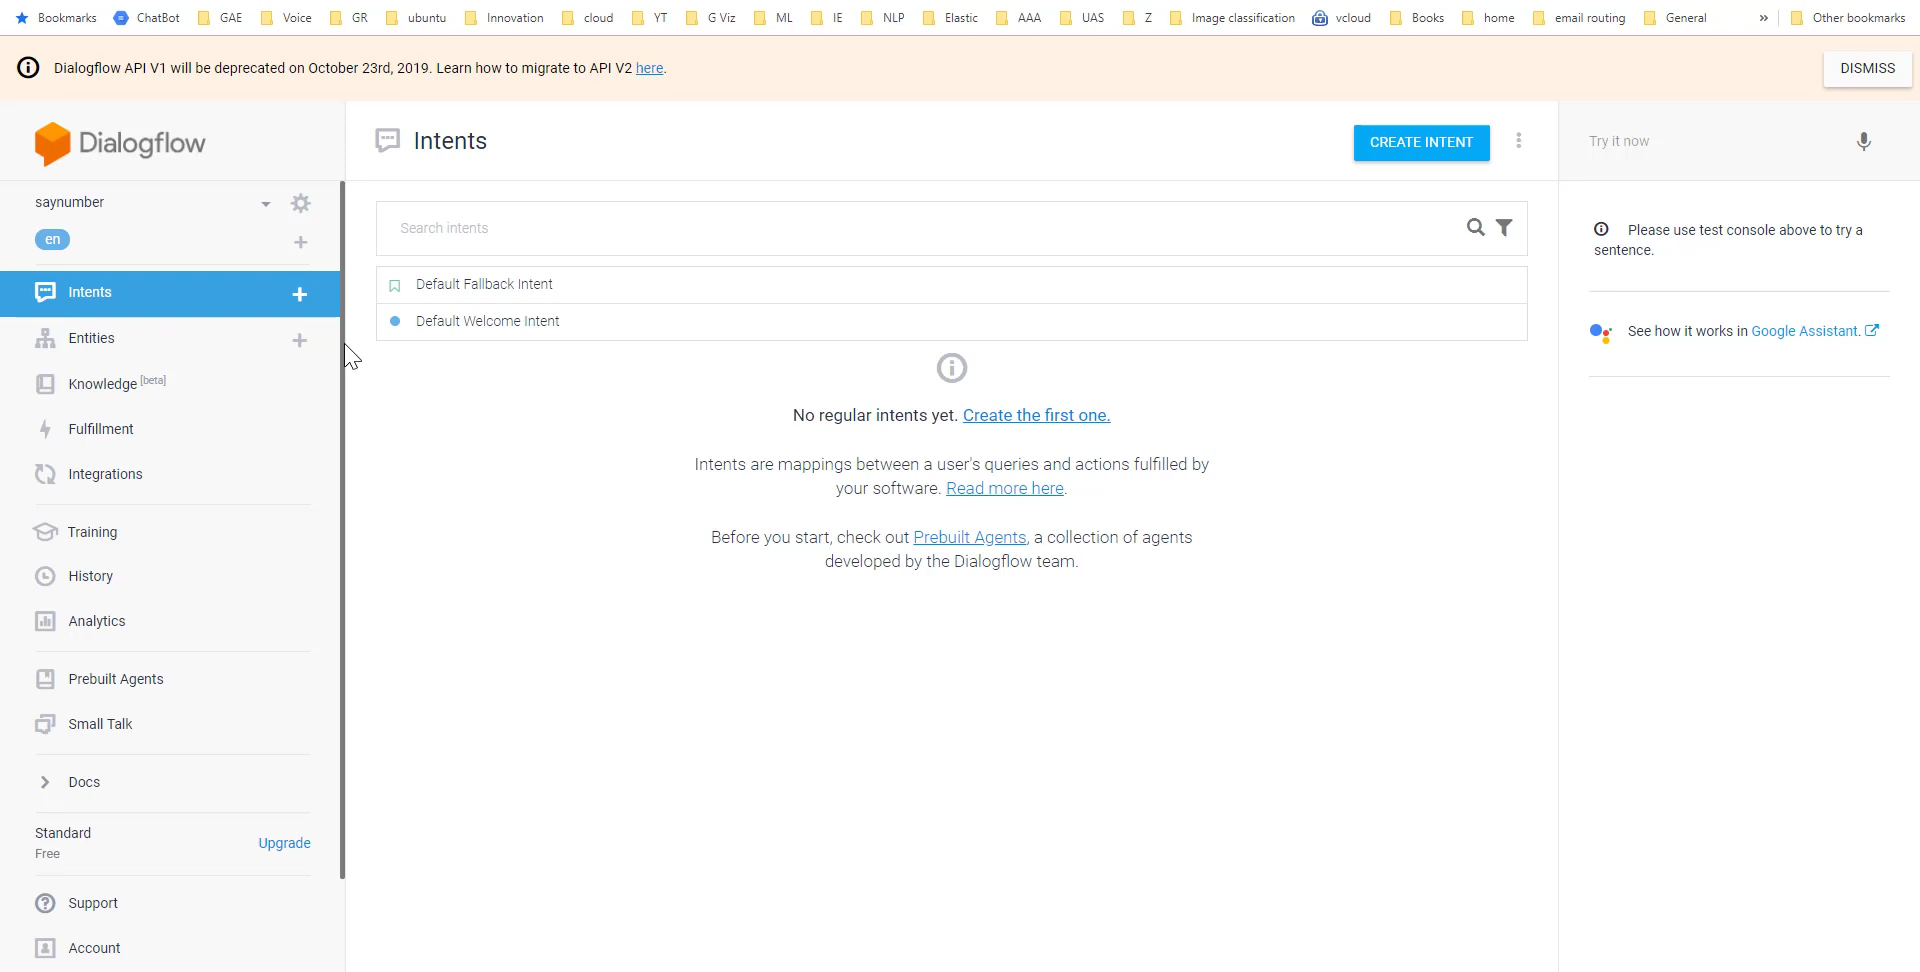 Bookmarks ChatBot GAE Voice GR ubuntu Innovation cloud YT G Viz ML IE NLP Elastic AAA UAS Z Image classification vcloud Books home email routing General » Other bookmarks
Dialogflow API V1 will be deprecated on October 23rd, 2019. Learn how to migrate to API V2 here.
DISMISS
Dialogflow
saynumber
en
Intents
Entities
Knowledge [beta]
Fulfillment
Integrations
Training
History
Analytics
Prebuilt Agents
Small Talk
Docs
Standard
Free
Upgrade
Support
Account
Intents
CREATE INTENT
Search intents
Default Fallback Intent
Default Welcome Intent
No regular intents yet. Create the first one.
Intents are mappings between a user's queries and actions fulfilled by
your software. Read more here.
Before you start, check out Prebuilt Agents, a collection of agents
developed by the Dialogflow team.
Try it now
Please use test console above to try a
sentence.
See how it works in Google Assistant.